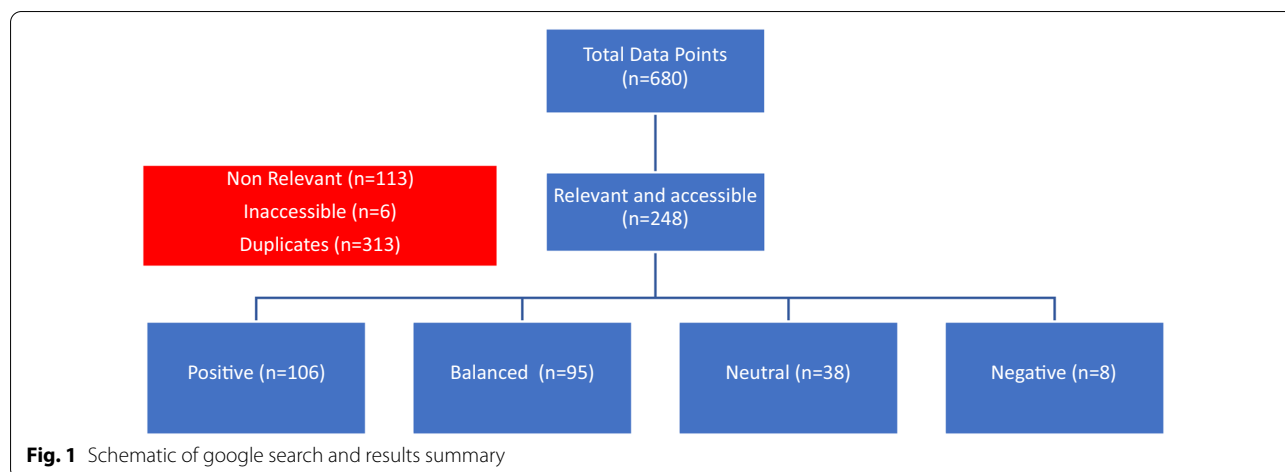 Total Data Points
(n=680)
Non Relevant (n=113)
Inaccessible (n=6)
Duplicates (n=313)
Relevant and accessible
(n=248)
Positive (n=106)
Balanced (n=95)
Neutral (n=38)
Negative (n=8)
Fig. 1 Schematic of google search and results summary